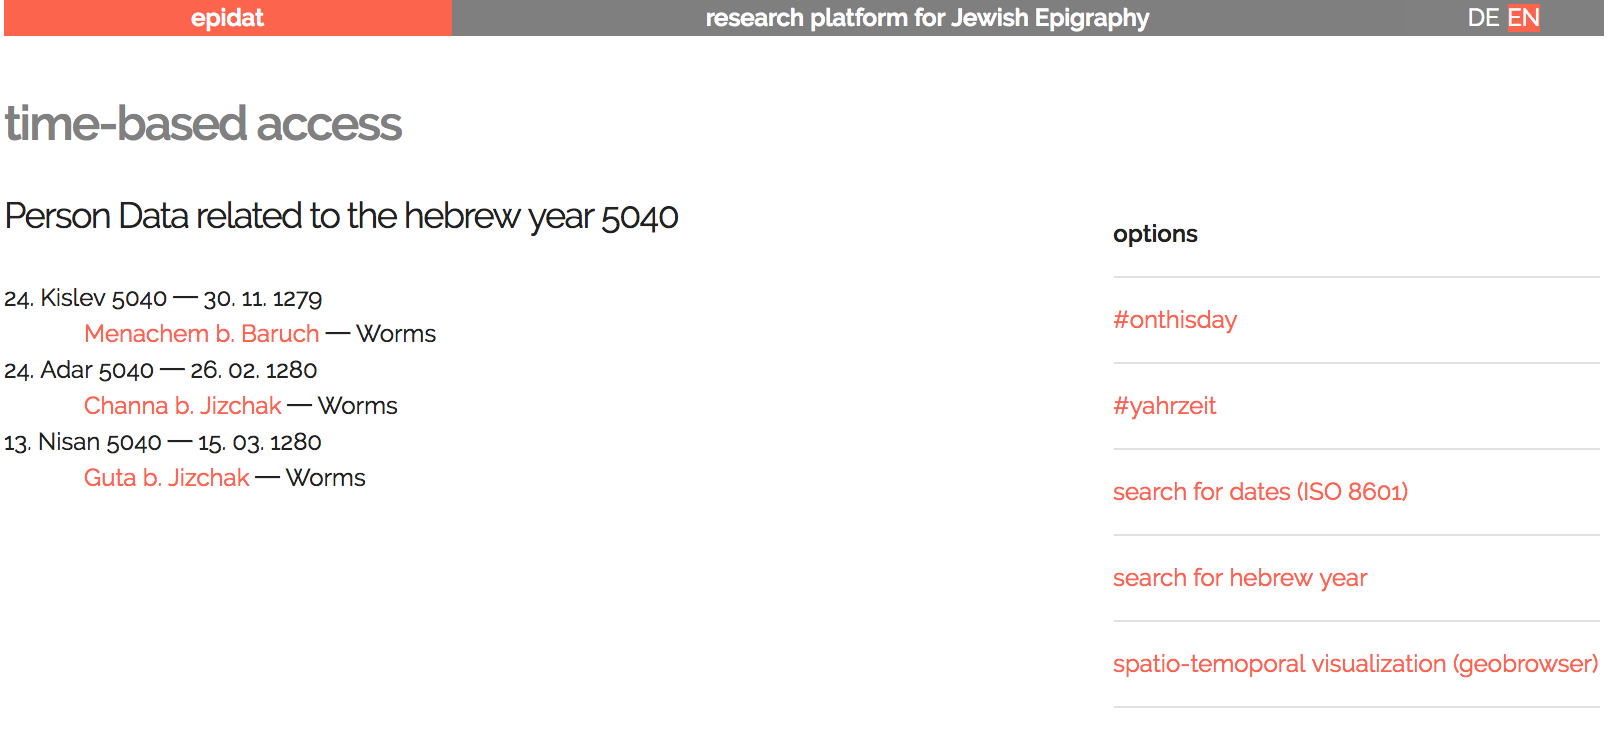 epidat
research platform for Jewish Epigraphy
DE EN
time-based access
Person Data related to the hebrew year 5040
24. Kislev 5040 — 30. 11. 1279
Menachem b. Baruch — Worms
24. Adar 5040 — 26. 02. 1280
Channa b. Jizchak — Worms
13. Nisan 5040 — 15. 03. 1280
Guta b. Jizchak — Worms
options
#onthisday
#yahrzeit
search for dates (ISO 8601)
search for hebrew year
spatio-temoporal visualization (geobrowser)